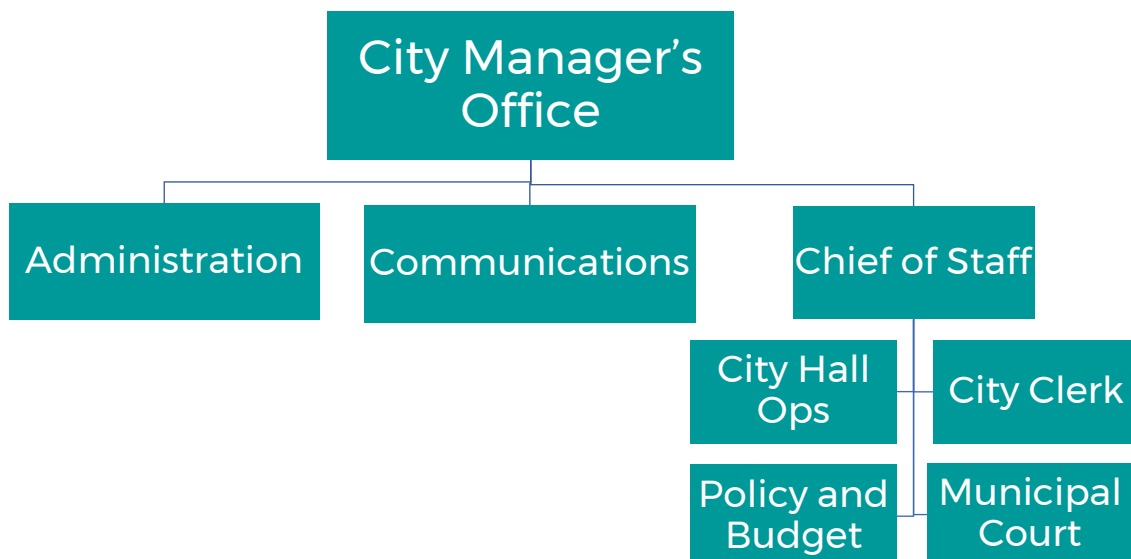 City Manager’s
Office
Administration
Communications
Chief of Staff
City Hall
Ops
City Clerk
Policy and
Budget
Municipal
Court